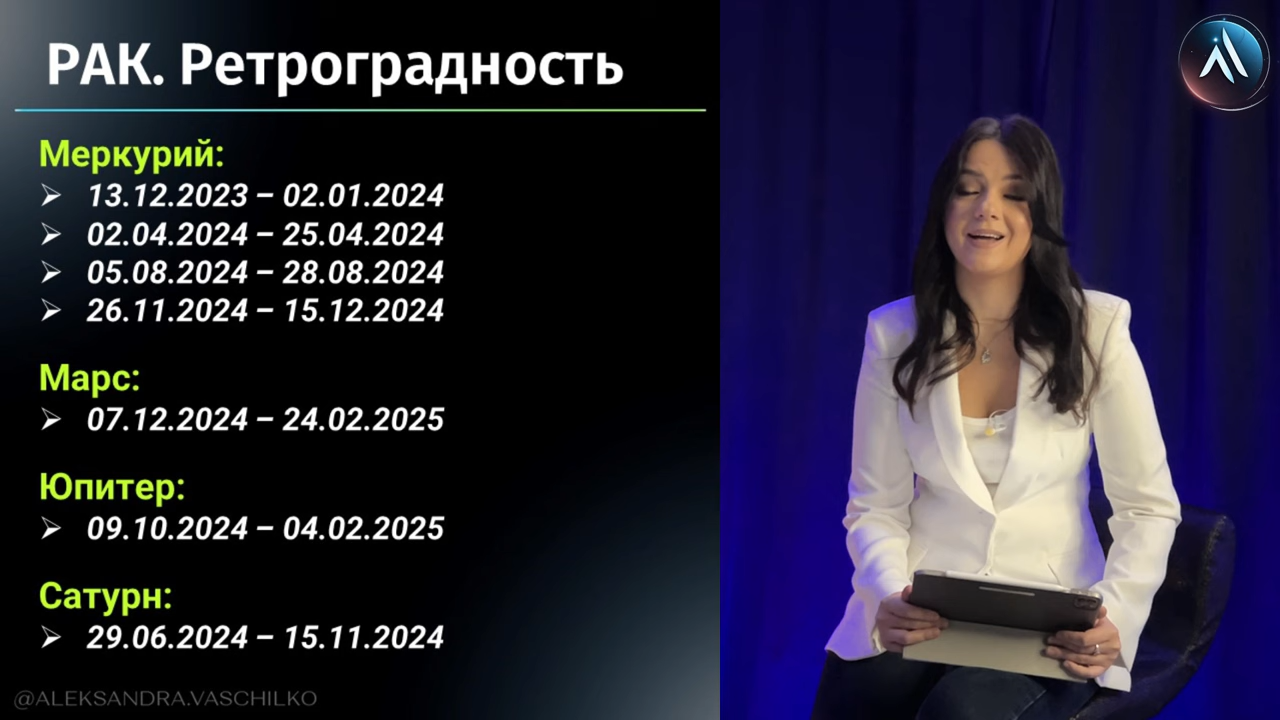 РАК. Ретроградность
Меркурий:
13.12.2023 – 02.01.2024
02.04.2024 – 25.04.2024
05.08.2024 – 28.08.2024
26.11.2024 – 15.12.2024
Марс:
07.12.2024 – 24.02.2025
Юпитер:
09.10.2024 – 04.02.2025
Сатурн:
29.06.2024 – 15.11.2024
@ALEKSANDRA.VASCHILKO